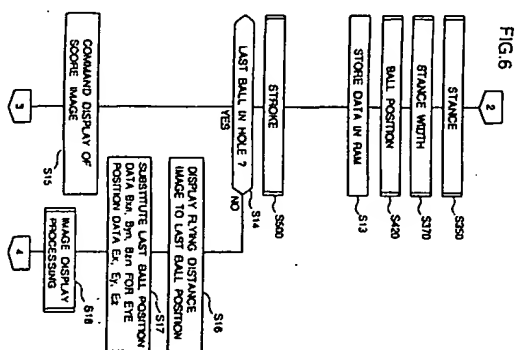 FIG.6
2
STANCE
S350
STANCE WIDTH
S370
BALL POSITION
S420
STORE DATA IN RAM
S13
STROKE
S500
LAST BALL IN HOLE ?
S14
YES
NO
COMMAND DISPLAY OF
SCORE IMAGE
S15
3
DISPLAY FLYING DISTANCE
IMAGE TO LAST BALL POSITION
S16
SUBSTITUTE LAST BALL POSITION
DATA Bxn, Byn, Bzn FOR EYE
POSITION DATA Ex, Ey, Ez
S17
IMAGE DISPLAY
PROCESSING
S18
4